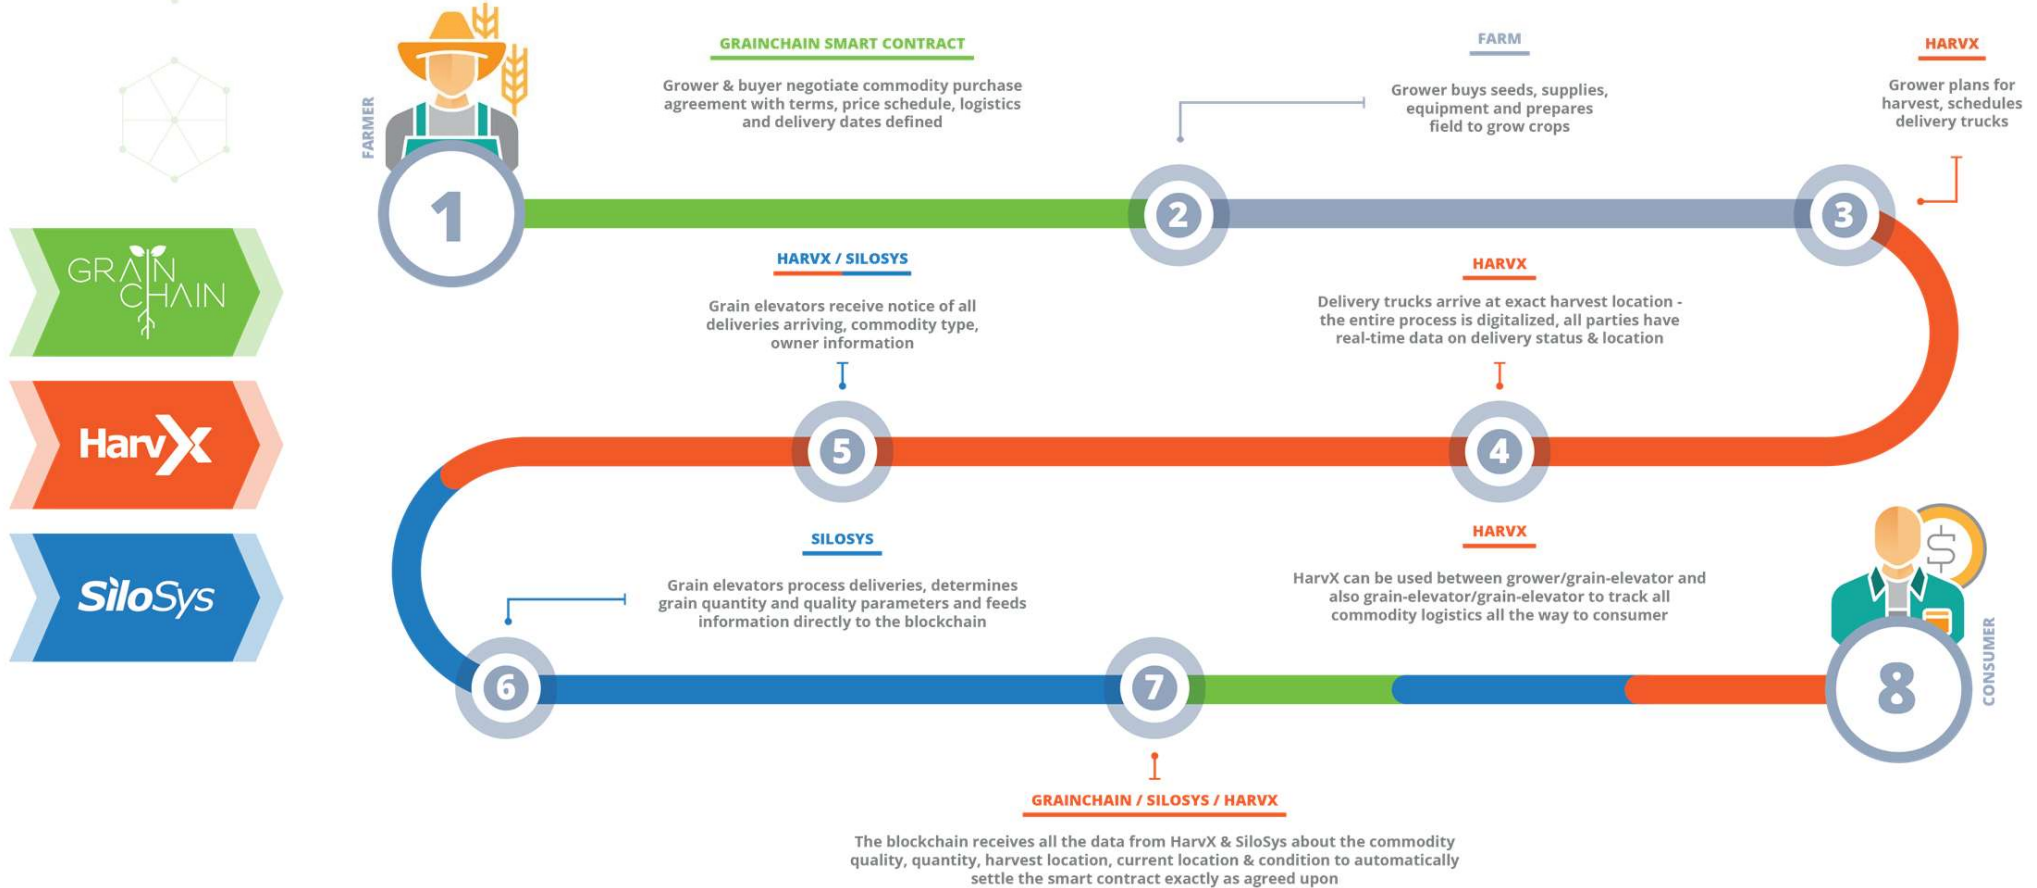 FARMER
1
GRAINCHAIN SMART CONTRACT
Grower & buyer negotiate commodity purchase
agreement with terms, price schedule, logistics
and delivery dates defined
2
FARM
Grower buys seeds, supplies,
equipment and prepares
field to grow crops
3
HARVX
Grower plans for
harvest, schedules
delivery trucks
GRAIN
CHAIN
HarvX
SiloSys
HARVX
Delivery trucks arrive at exact harvest location -
the entire process is digitalized, all parties have
real-time data on delivery status & location
4
HARVX / SILOSYS
Grain elevators receive notice of all
deliveries arriving, commodity type,
owner information
5
SILOSYS
Grain elevators process deliveries, determines
grain quantity and quality parameters and feeds
information directly to the blockchain
6
7
GRAINCHAIN / SILOSYS / HARVX
The blockchain receives all the data from HarvX & SiloSys about the commodity
quality, quantity, harvest location, current location & condition to automatically
settle the smart contract exactly as agreed upon
HARVX
HarvX can be used between grower/grain-elevator and
also grain-elevator/grain-elevator to track all
commodity logistics all the way to consumer
$
8
CONSUMER